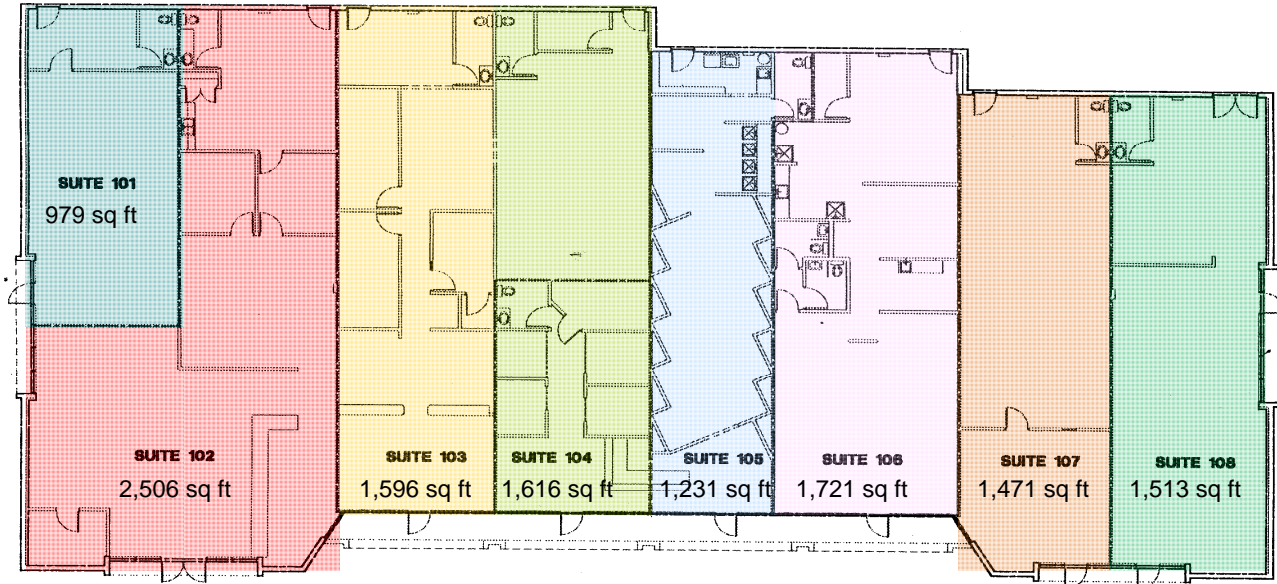 SUITE 101
979 sq ft
SUITE 102
2,506 sq ft
SUITE 103
1,596 sq ft
SUITE 104
1,616 sq ft
SUITE 105
1,231 sq ft
SUITE 106
1,721 sq ft
SUITE 107
1,471 sq ft
SUITE 108
1,513 sq ft